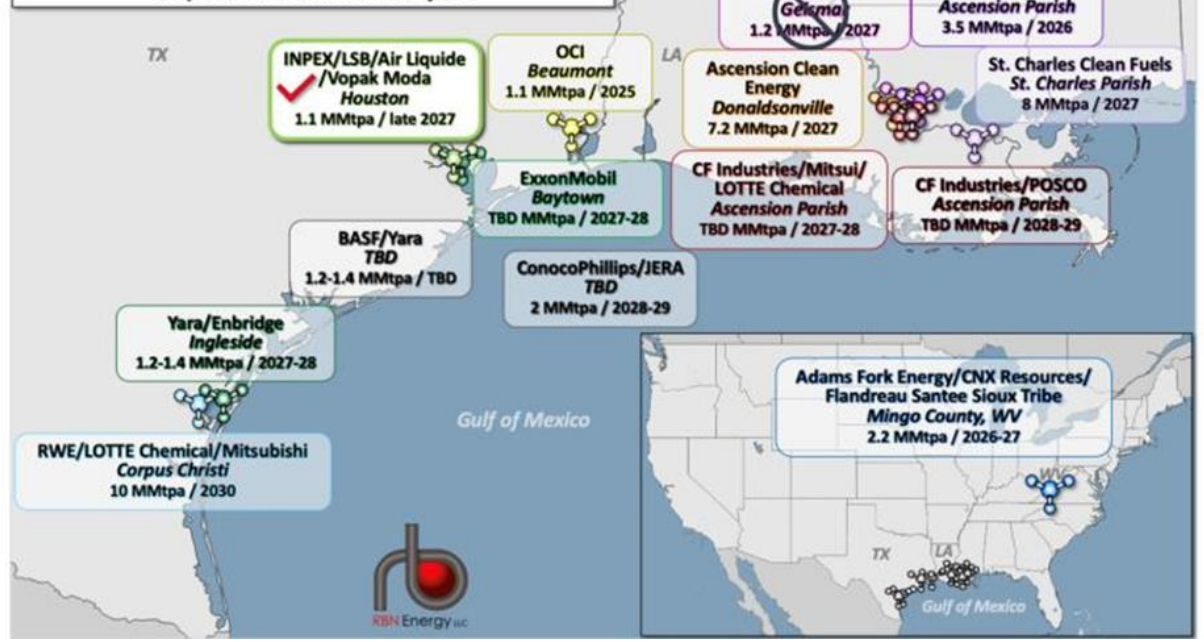 Geismar
1.2 MMtpa / 2027
Ascension Parish
3.5 MMtpa / 2026
TX
LA
INPEX/LSB/Air Liquide
/Vopak Moda
Houston
1.1 MMtpa / late 2027
OCI
Beaumont
1.1 MMtpa / 2025
Ascension Clean
Energy
Donaldsonville
7.2 MMtpa / 2027
St. Charles Clean Fuels
St. Charles Parish
8 MMtpa / 2027
ExxonMobil
Baytown
TBD MMtpa / 2027-28
CF Industries/Mitsui/
LOTTE Chemical
Ascension Parish
TBD MMtpa / 2027-28
CF Industries/POSCO
Ascension Parish
TBD MMtpa / 2028-29
BASF/Yara
TBD
1.2-1.4 MMtpa / TBD
ConocoPhillips/JERA
TBD
2 MMtpa / 2028-29
Yara/Enbridge
Ingleside
1.2-1.4 MMtpa / 2027-28
Gulf of Mexico
RWE/LOTTE Chemical/Mitsubishi
Corpus Christi
10 MMtpa / 2030
Adams Fork Energy/CNX Resources/
Flandreau Santee Sioux Tribe
Mingo County, WV
2.2 MMtpa / 2026-27
WV
TX
LA
Gulf of Mexico
rb
RBN Energy LLC